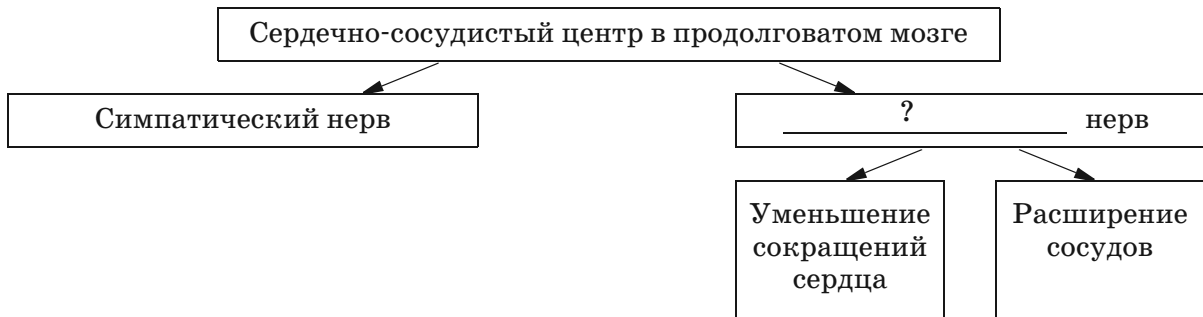 Сердечно-сосудистый центр в продолговатом мозге
Симпатический нерв
? нерв
Уменьшение
сокращений
сердца
Расширение
сосудов